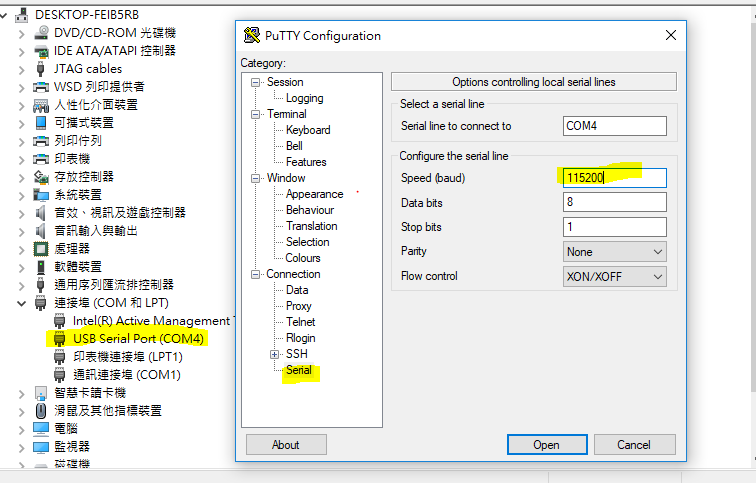 DESKTOP-FEIB5RB
DVD/CD-ROM 光碟機
IDE ATA/ATAPI 控制器
JTAG cables
WSD 列印提供者
人性化介面裝置
可攜式裝置
列印佇列
印表機
存放控制器
系統裝置
音效、視訊及遊戲控制器
音訊輸入與輸出
處理器
軟體裝置
通用序列匯流排控制器
連接埠 (COM 和 LPT)
Intel(R) Active Management
USB Serial Port (COM4)
印表機連接埠 (LPT1)
通訊連接埠 (COM1)
智慧卡讀卡機
滑鼠及其他指標裝置
電腦
監視器
磁碟機
PuTTY Configuration
Category:
Session
Logging
Terminal
Keyboard
Bell
Features
Window
Appearance
Behaviour
Translation
Selection
Colours
Connection
Data
Proxy
Telnet
Rlogin
SSH
Serial
Options controlling local serial lines
Select a serial line
Serial line to connect to COM4
Configure the serial line
Speed (baud) 115200
Data bits 8
Stop bits 1
Parity None
Flow control XON/XOFF
About Open Cancel